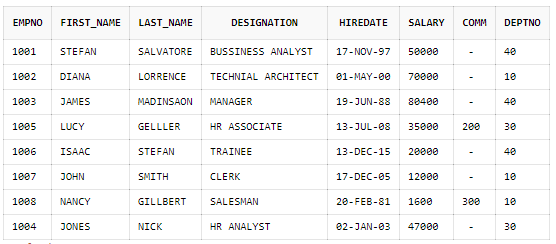 EMPNO FIRST_NAME LAST_NAME DESIGNATION HIREDATE SALARY COMM DEPTNO
1001 STEFAN SALVATORE BUSSINESS ANALYST 17-NOV-97 50000 - 40
1002 DIANA LORRENCE TECHNIAL ARCHITECT 01-MAY-00 70000 - 10
1003 JAMES MADINSAON MANAGER 19-JUN-88 80400 - 40
1005 LUCY GELLLER HR ASSOCIATE 13-JUL-08 35000 200 30
1006 ISAAC STEFAN TRAINEE 13-DEC-15 20000 - 40
1007 JOHN SMITH CLERK 17-DEC-05 12000 - 10
1008 NANCY GILLBERT SALESMAN 20-FEB-81 1600 300 10
1004 JONES NICK HR ANALYST 02-JAN-03 47000 - 30